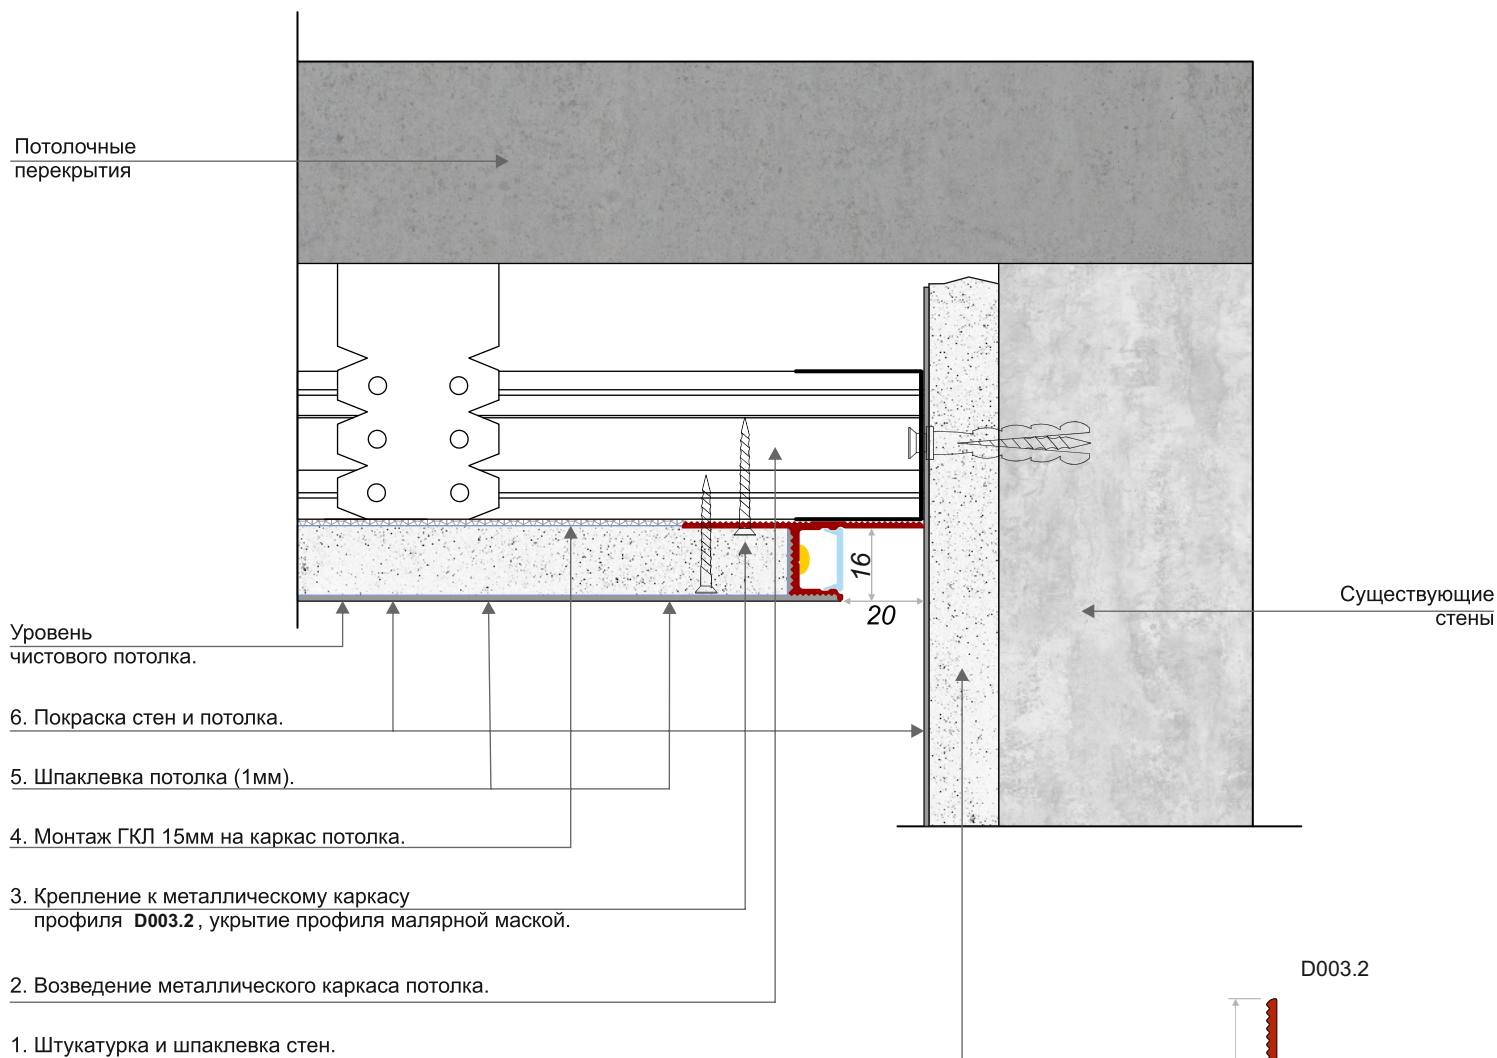 Потолочные
перекрытия
16
20
Существующие
стены
Уровень
чистового потолка.
6. Покраска стен и потолка.
5. Шпаклевка потолка (1мм).
4. Монтаж ГКЛ 15мм на каркас потолка.
3. Крепление к металлическому каркасу
профиля D003.2, укрытие профиля малярной маской.
D003.2
2. Возведение металлического каркаса потолка.
1. Штукатурка и шпаклевка стен.